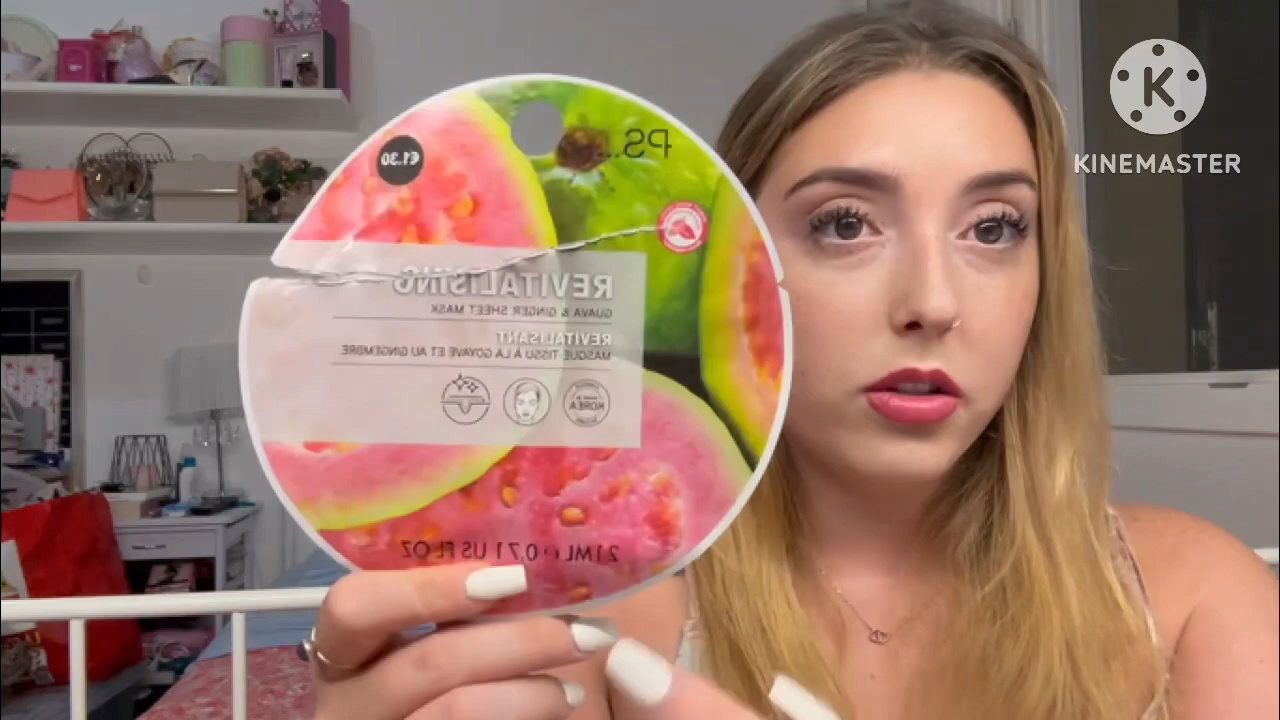 PS...
€1.30
REVITALISING
GUAVA & GINGER SHEET MASK
REVITALISANT
MASQUE-TISSU À LA GOYAVE ET AU GINGEMBRE
KOREA
21ML e 0.71 US FL OZ
K
KINEMASTER